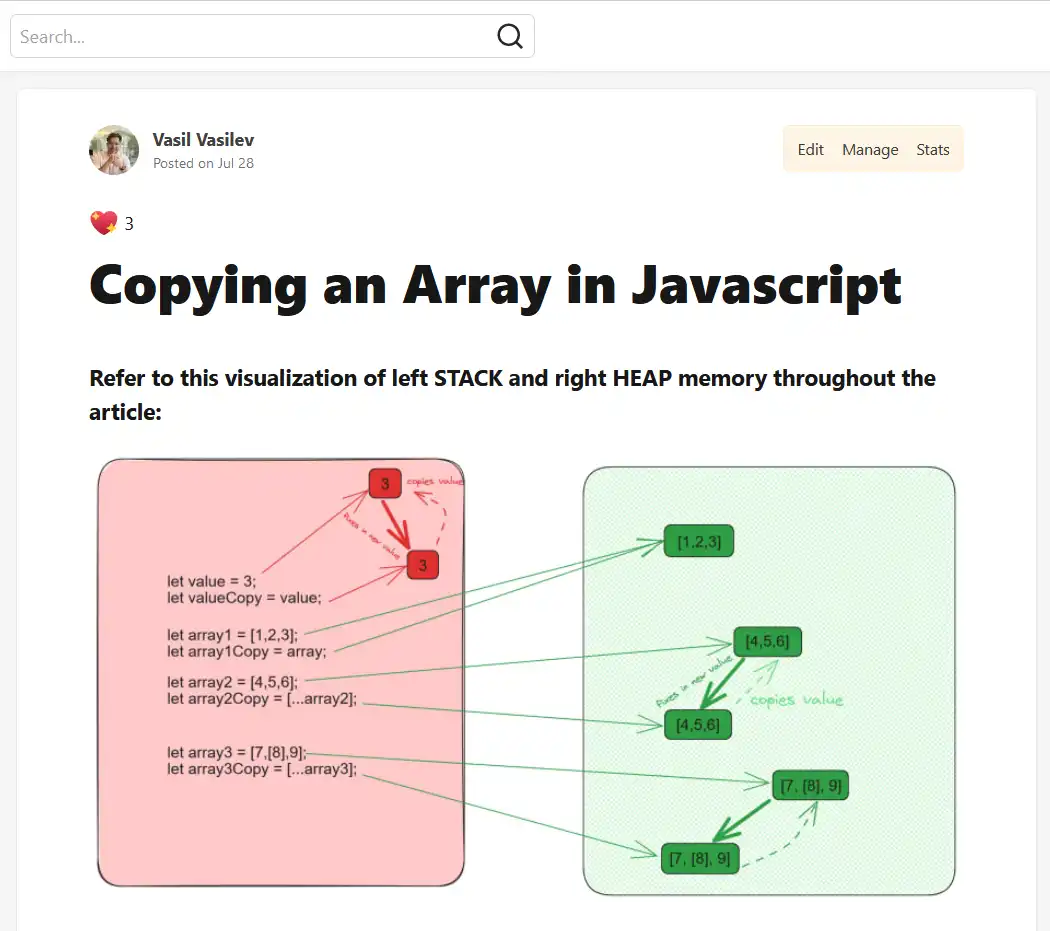 Search...
Vasil Vasilev
Posted on Jul 28
Edit Manage Stats
3
Copying an Array in Javascript
Refer to this visualization of left STACK and right HEAP memory throughout the
article:
3
copies value
in new value
3
let value = 3;
let valueCopy = value;
let array1 = [1,2,3];
let array1Copy = array;
let array2 = [4,5,6];
let array2Copy = [...array2];
let array3 = [7,[8],9];
let array3Copy = [...array3];
[1,2,3]
[4,5,6]
in new value
copies value
[4,5,6]
[7, [8], 9]
[7, [8], 9]